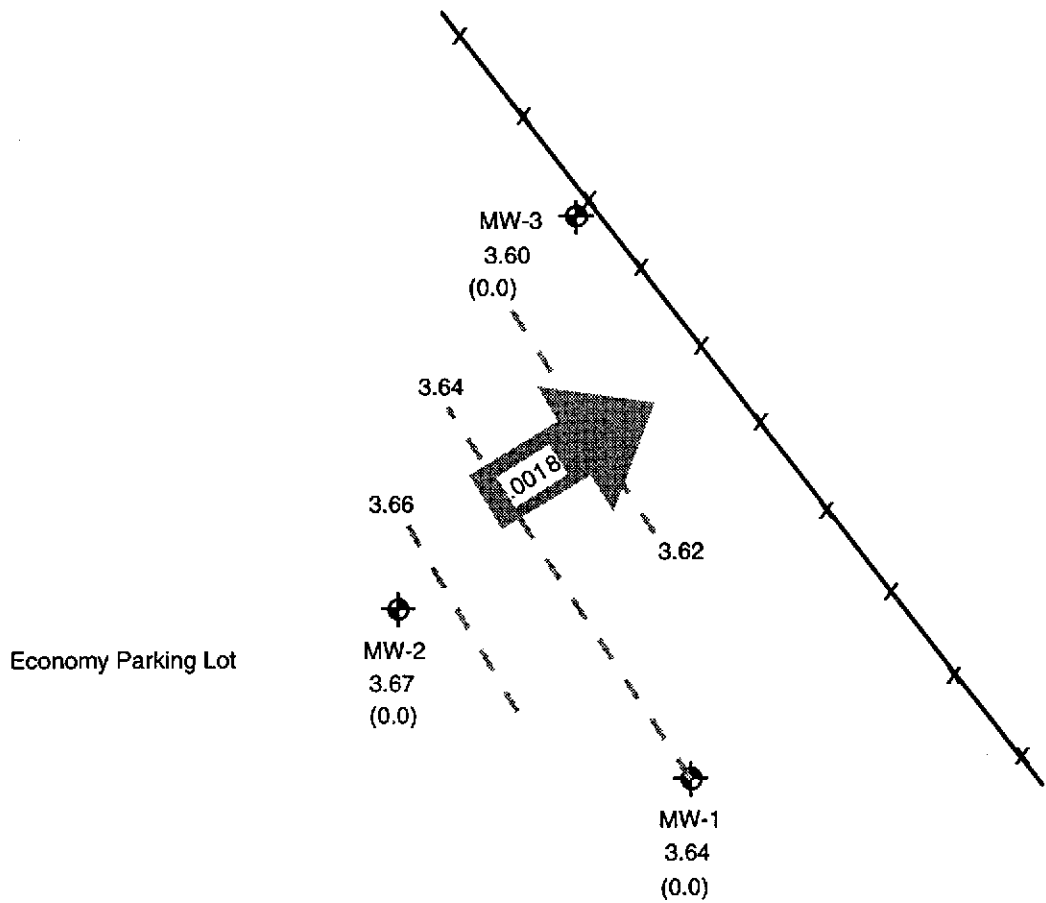 MW-3
3.60
(0.0)
3.64
.0018
3.66
3.62
Economy Parking Lot
MW-2
3.67
(0.0)
MW-1
3.64
(0.0)